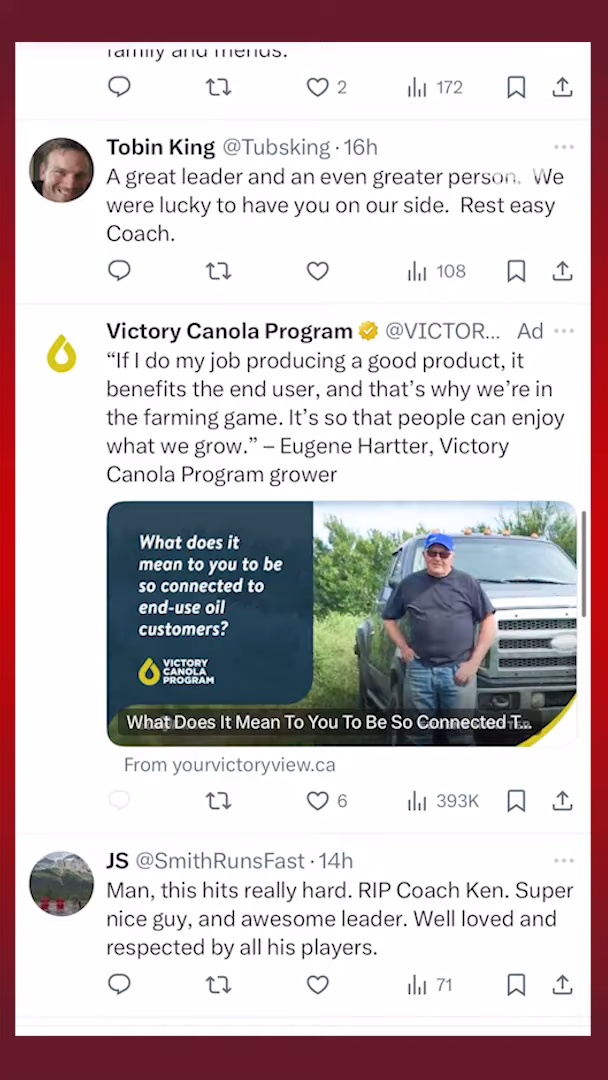 family and friends.
2
172
Tobin King @Tubsking · 16h
A great leader and an even greater person. We
were lucky to have you on our side. Rest easy
Coach.
108
Victory Canola Program @VICTOR... Ad
“If I do my job producing a good product, it
benefits the end user, and that’s why we’re in
the farming game. It’s so that people can enjoy
what we grow.” – Eugene Hartter, Victory
Canola Program grower
What does it
mean to you to be
so connected to
end-use oil
customers?
VICTORY
CANOLA
PROGRAM
What Does It Mean To You To Be So Connected T...
From yourvictoryview.ca
6
393K
JS @SmithRunsFast · 14h
Man, this hits really hard. RIP Coach Ken. Super
nice guy, and awesome leader. Well loved and
respected by all his players.
71